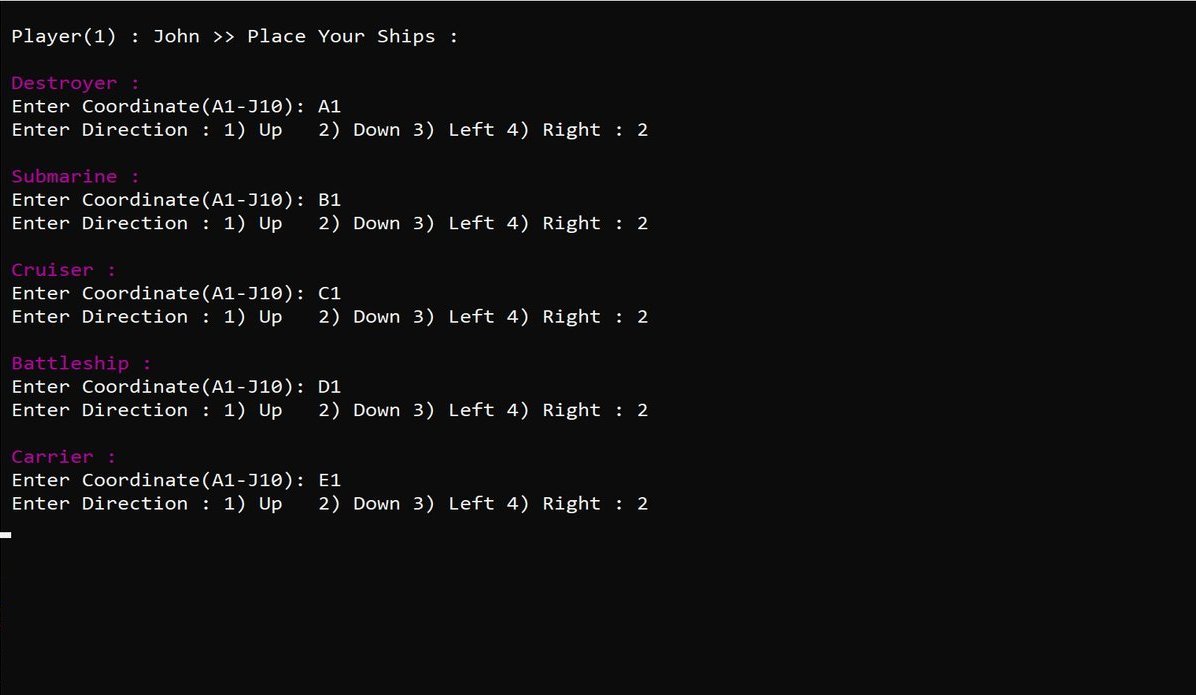 Player(1) : John >> Place Your Ships :
Destroyer :
Enter Coordinate(A1-J10): A1
Enter Direction : 1) Up   2) Down 3) Left 4) Right : 2
Submarine :
Enter Coordinate(A1-J10): B1
Enter Direction : 1) Up   2) Down 3) Left 4) Right : 2
Cruiser :
Enter Coordinate(A1-J10): C1
Enter Direction : 1) Up   2) Down 3) Left 4) Right : 2
Battleship :
Enter Coordinate(A1-J10): D1
Enter Direction : 1) Up   2) Down 3) Left 4) Right : 2
Carrier :
Enter Coordinate(A1-J10): E1
Enter Direction : 1) Up   2) Down 3) Left 4) Right : 2